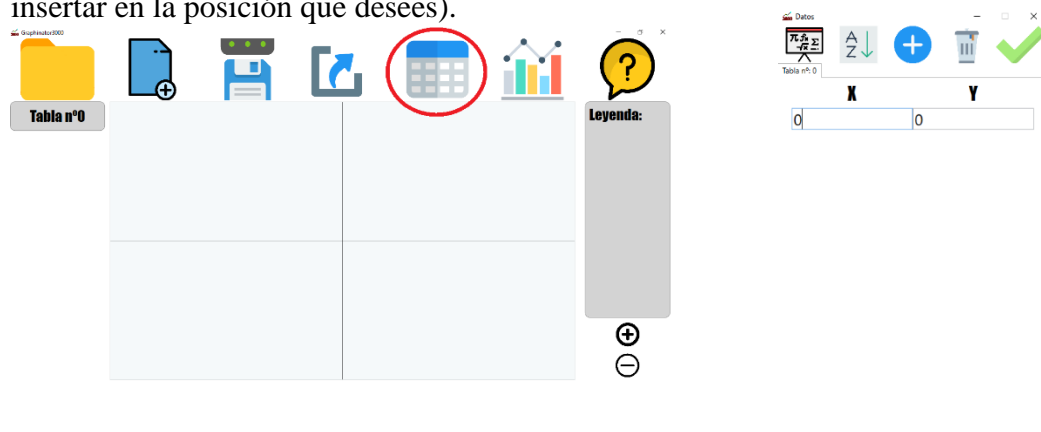 insertar en la posición que desees).
Graphinator3000
Tabla nº0
Leyenda:
Datos
A
Z
Tabla nº: 0
X Y
0 0